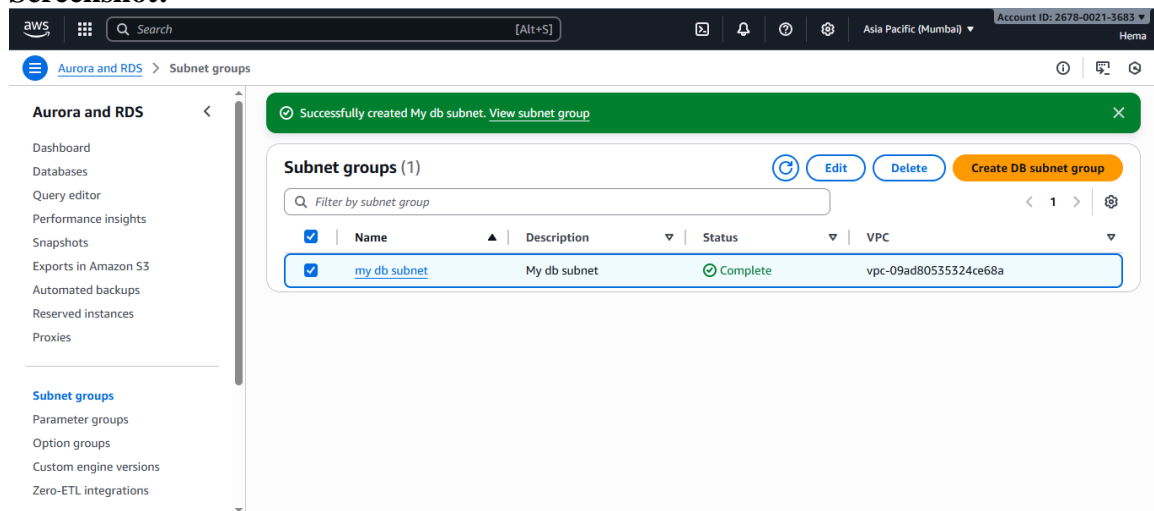 Screenshot:
aws
Search
[Alt+S]
Asia Pacific (Mumbai)
Account ID: 2678-0021-3683
Hema
Aurora and RDS > Subnet groups
Aurora and RDS
Dashboard
Databases
Query editor
Performance insights
Snapshots
Exports in Amazon S3
Automated backups
Reserved instances
Proxies
Subnet groups
Parameter groups
Option groups
Custom engine versions
Zero-ETL integrations
Successfully created My db subnet. View subnet group
Subnet groups (1)
Edit
Delete
Create DB subnet group
Filter by subnet group
1
Name Description Status VPC
my db subnet My db subnet Complete vpc-09ad80535324ce68a